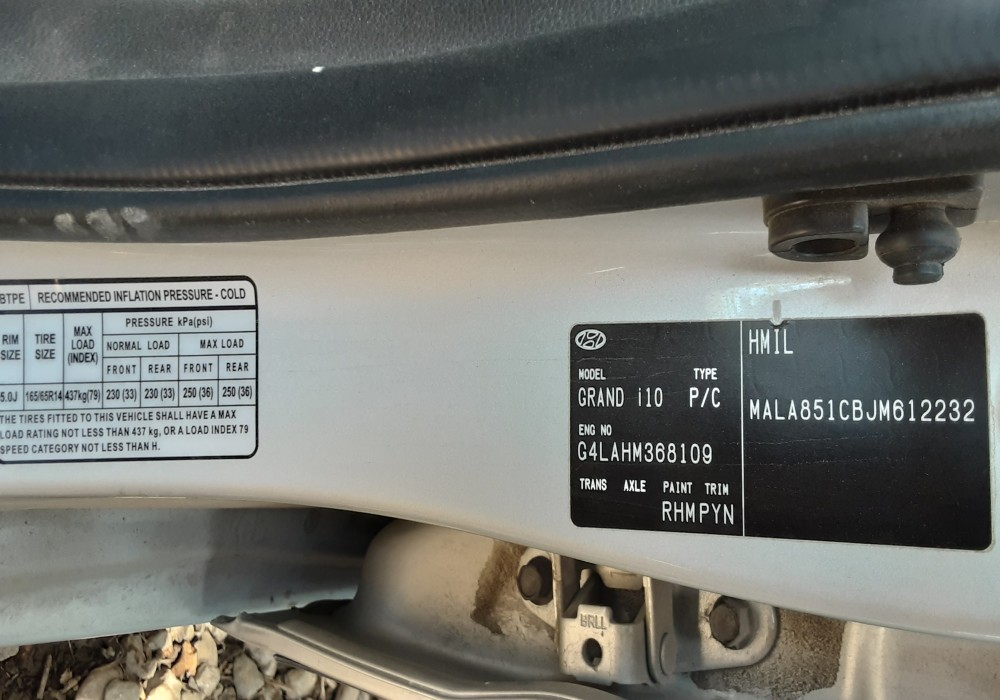 BTPE RECOMMENDED INFLATION PRESSURE - COLD
RIM SIZE TIRE SIZE MAX LOAD (INDEX) PRESSURE kPa(psi)
NORMAL LOAD MAX LOAD
FRONT REAR FRONT REAR
5.0J 165/65R14 437kg(79) 230 (33) 230 (33) 250 (36) 250 (36)
THE TIRES FITTED TO THIS VEHICLE SHALL HAVE A MAX
LOAD RATING NOT LESS THAN 437 kg, OR A LOAD INDEX 79
SPEED CATEGORY NOT LESS THAN H.
MODEL TYPE
GRAND i10 P/C
ENG NO
G4LAHM368109
TRANS AXLE PAINT TRIM
RHM PYN
HMIL
MALA851CBJM612232